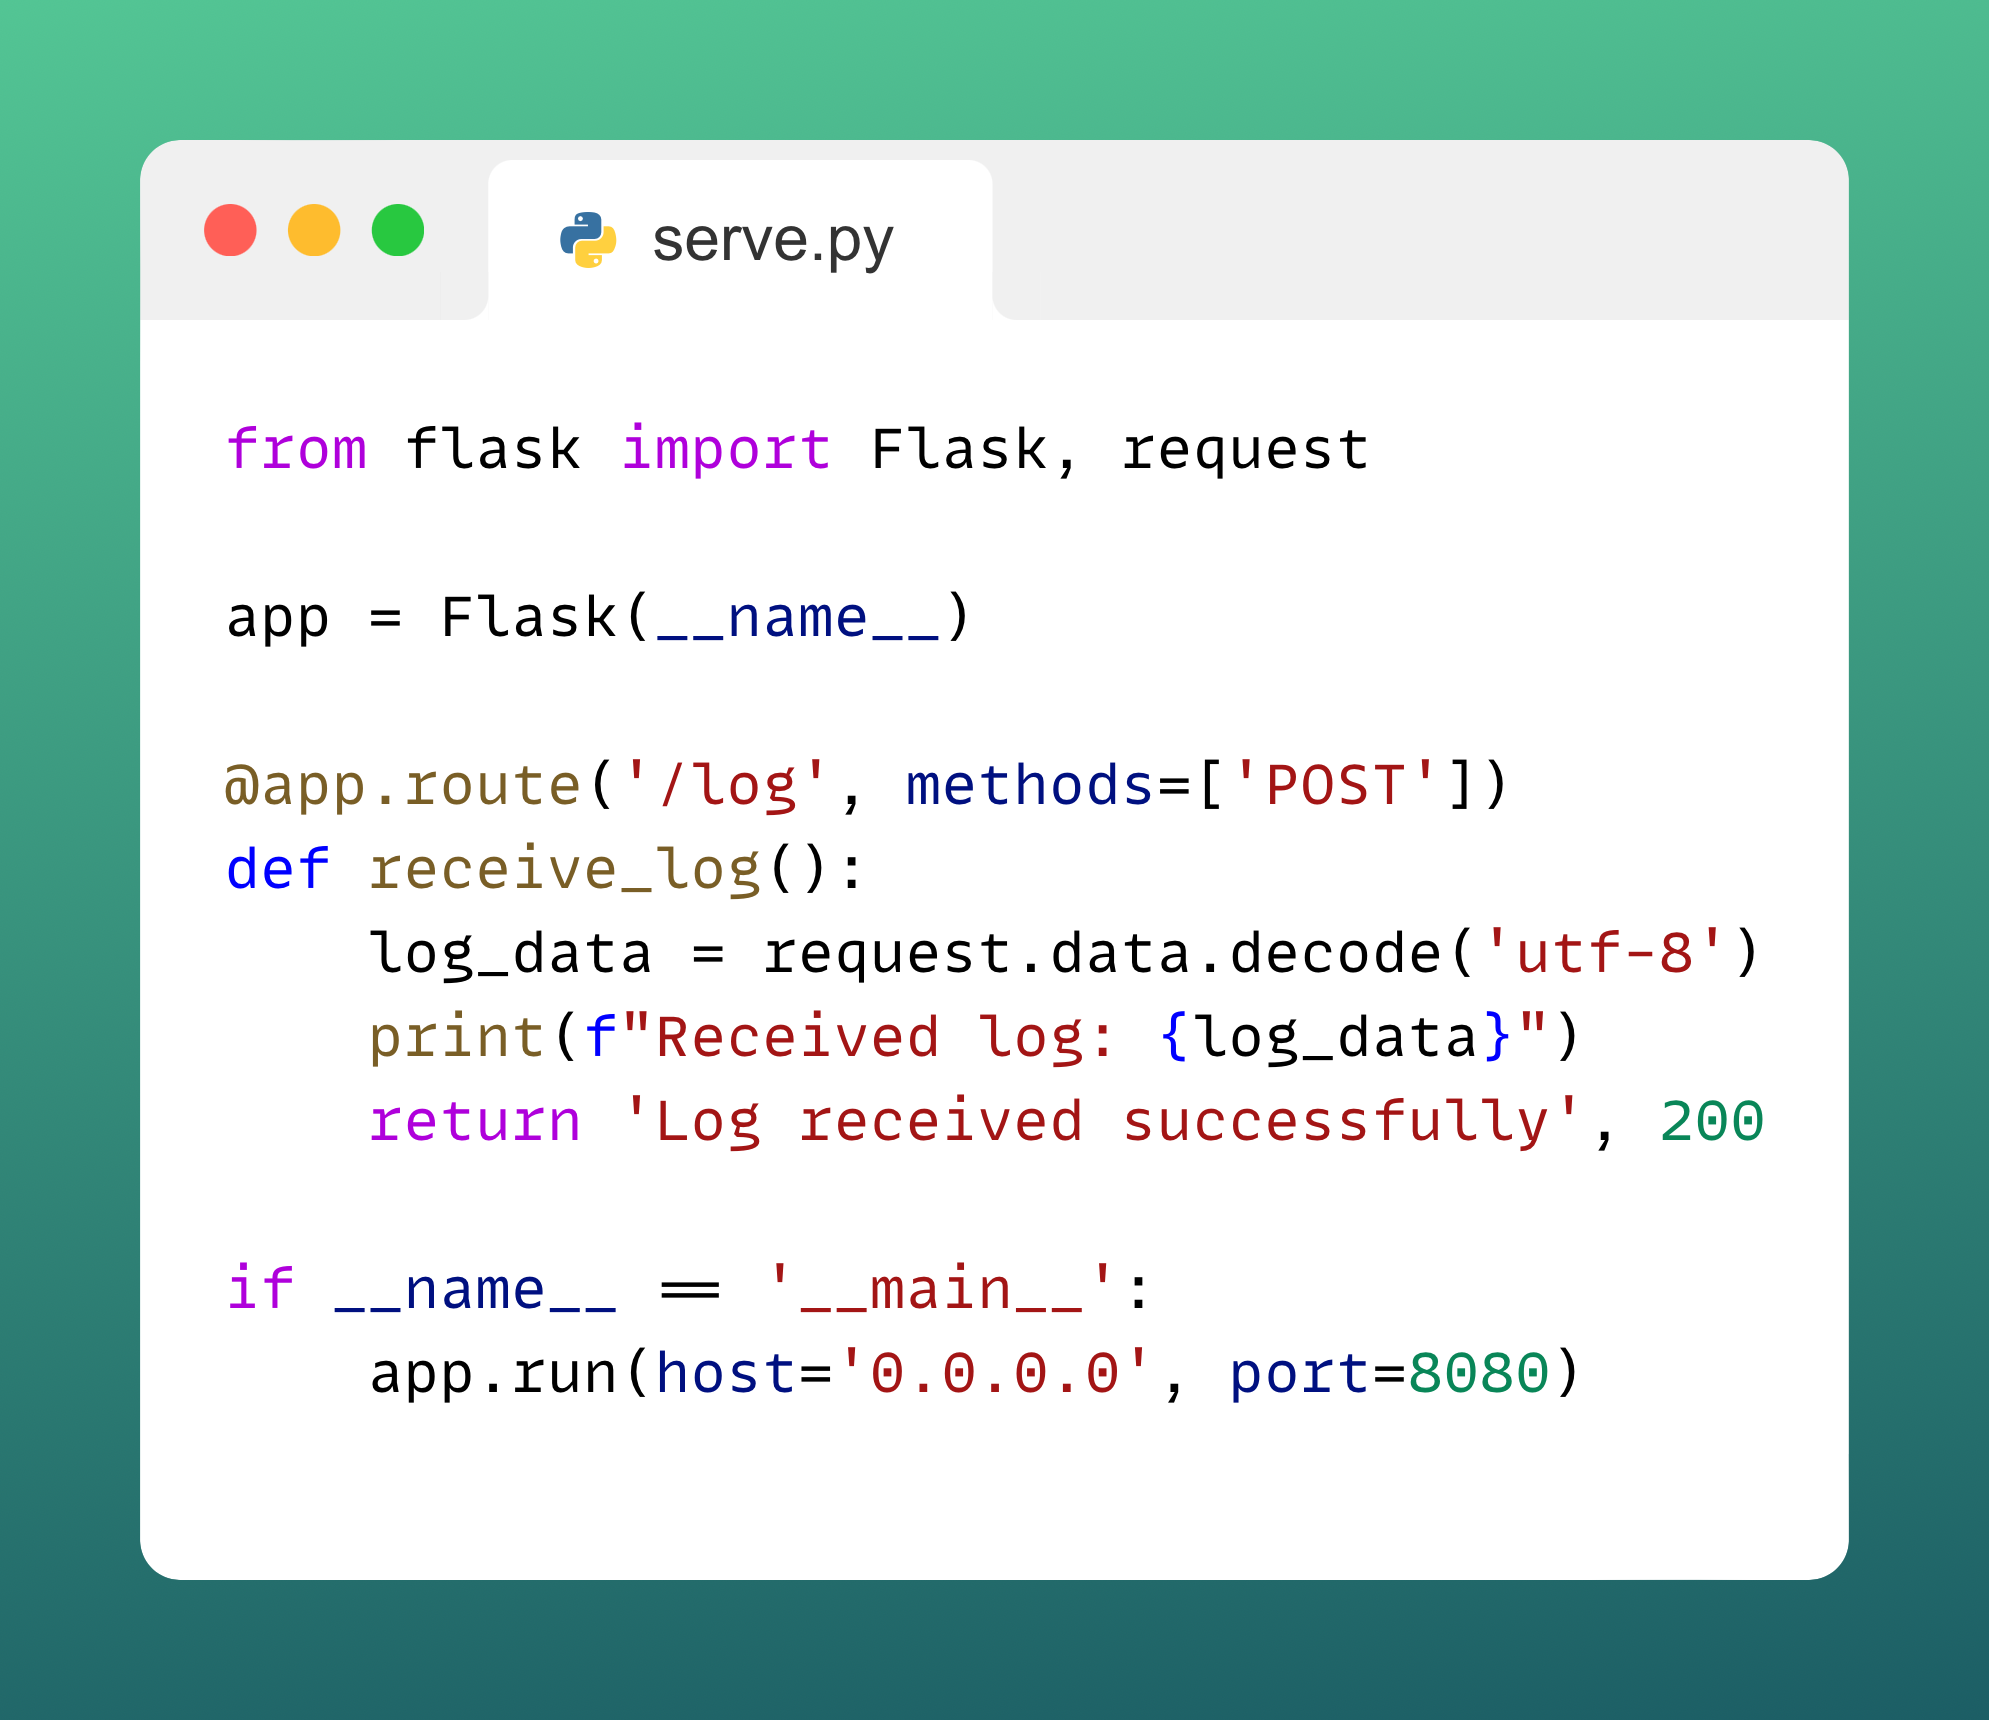 serve.py
from flask import Flask, request
app = Flask(__name__)
@app.route('/log', methods=['POST'])
def receive_log():
    log_data = request.data.decode('utf-8')
    print(f"Received log: {log_data}")
    return 'Log received successfully', 200
if __name__ == '__main__':
    app.run(host='0.0.0.0', port=8080)